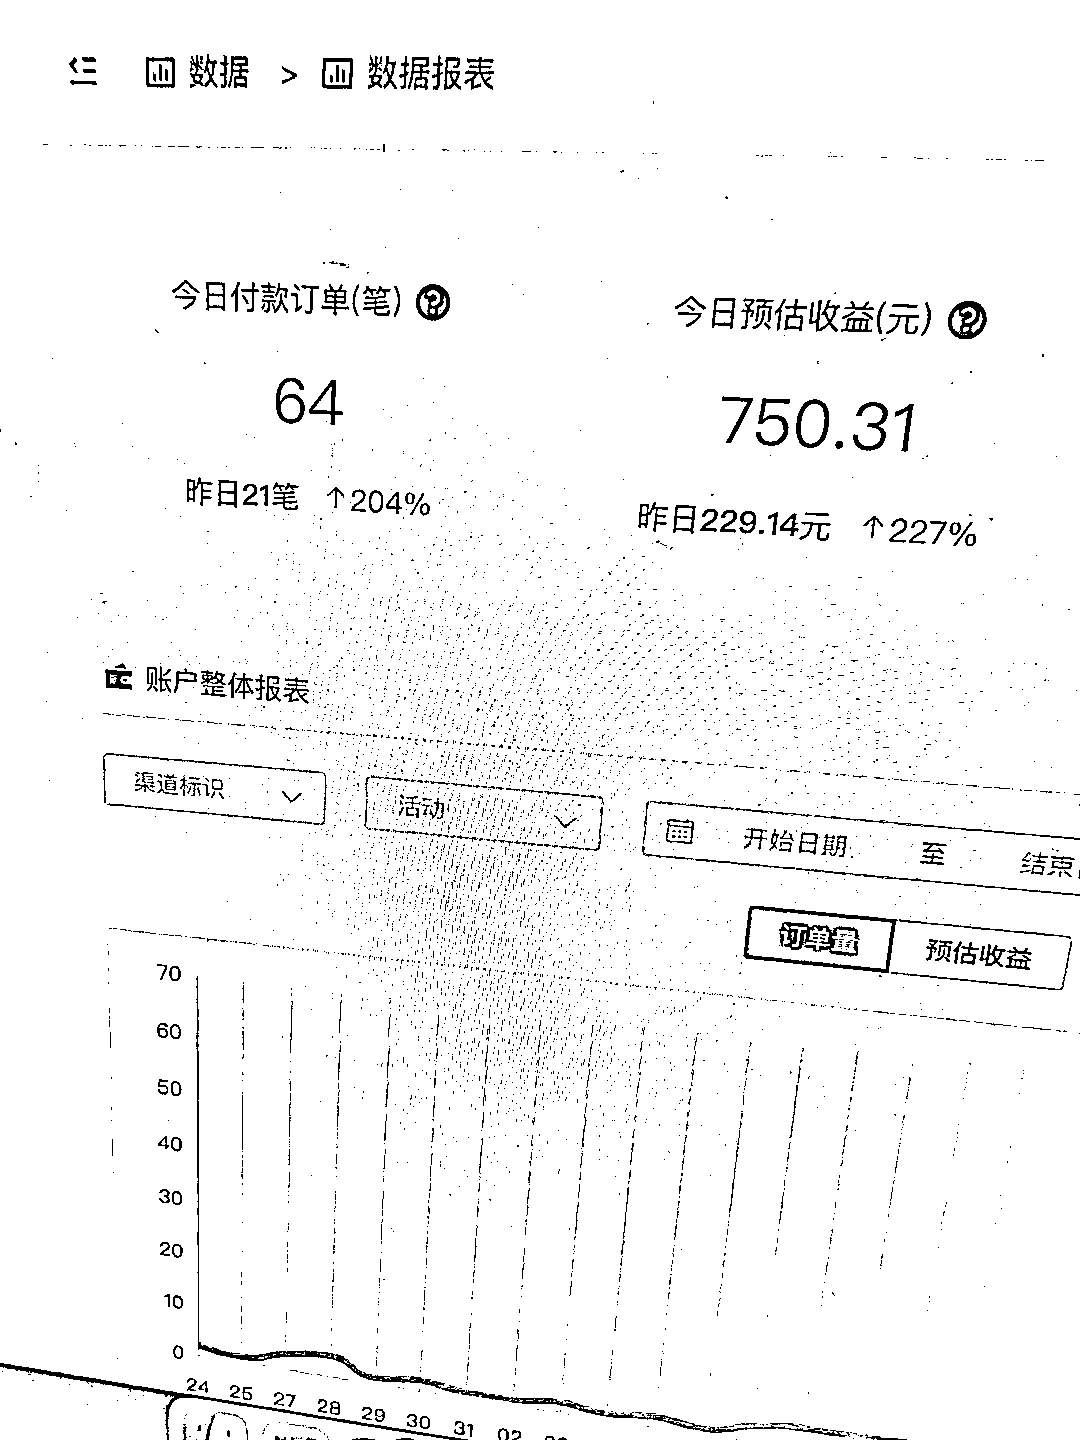 数据 > 数据报表
今日付款订单(笔)
64
昨日21笔 ↑204%
今日预估收益(元)
750.31
昨日229.14元 ↑227%
账户整体报表
渠道标识
活动
开始日期 至 结束
订单量 预估收益
70
60
50
40
30
20
10
0
24 25 27 28 29 30 31 02